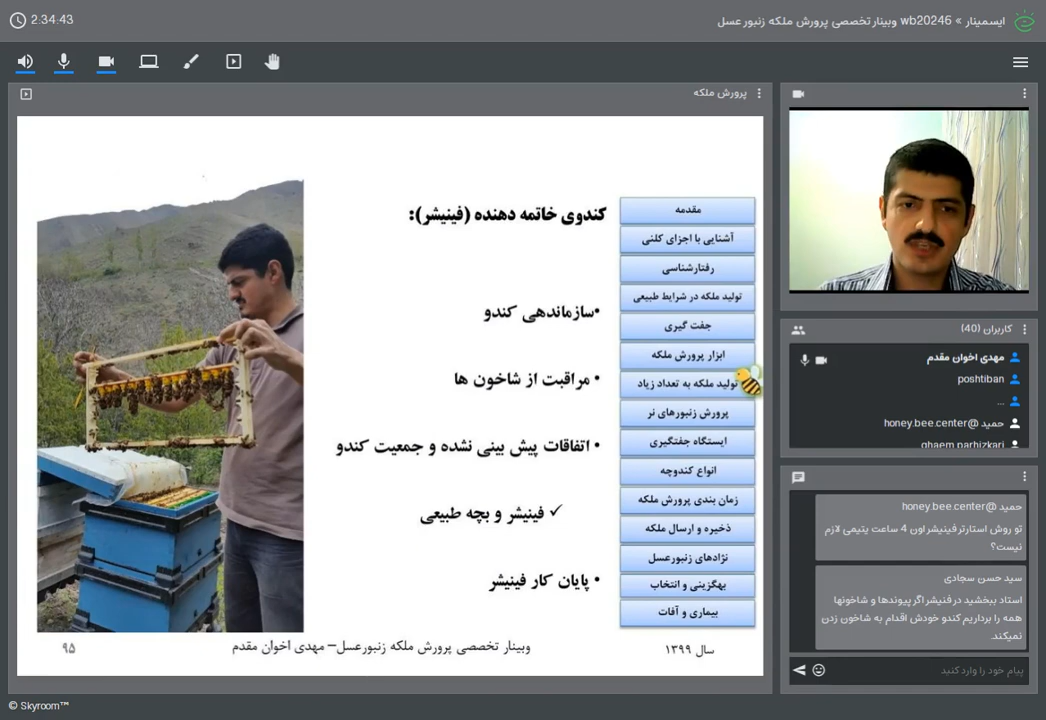 2:34:43
ایسمینار » wb20246 وبینار تخصصی پرورش ملکه زنبور عسل
پرورش ملکه
کندوی خاتمه دهنده (فینیشر):
•سازماندهی کندو
• مراقبت از شاخون ها
• اتفاقات پیش بینی نشده و جمعیت کندو
✓ فینیشر و بچه طبیعی
• پایان کار فینیشر
مقدمه
آشنایی با اجزای کلنی
رفتارشناسی
تولید ملکه در شرایط طبیعی
جفت گیری
ابزار پرورش ملکه
تولید ملکه به تعداد زیاد
پرورش زنبورهای نر
ایستگاه جفتگیری
انواع کندوچه
زمان بندی پرورش ملکه
ذخیره و ارسال ملکه
نژادهای زنبورعسل
بهگزینی و انتخاب
بیماری و آفات
سال ۱۳۹۹
وبینار تخصصی پرورش ملکه زنبورعسل– مهدی اخوان مقدم
۹۵
کاربران (40)
مهدی اخوان مقدم
poshtiban
...
حمید @honey.bee.center
ghaem parhizkari
حمید @honey.bee.center
تو روش استارتر فینیشر اون 4 ساعت یتیمی لازم
نیست؟
سید حسن سجادی
استاد ببخشید در فنیشر اگر پیوندها و شاخونها
همه را برداریم کندو خودش اقدام به شاخون زدن
نمیکند.
پیام خود را وارد کنید
© Skyroom™